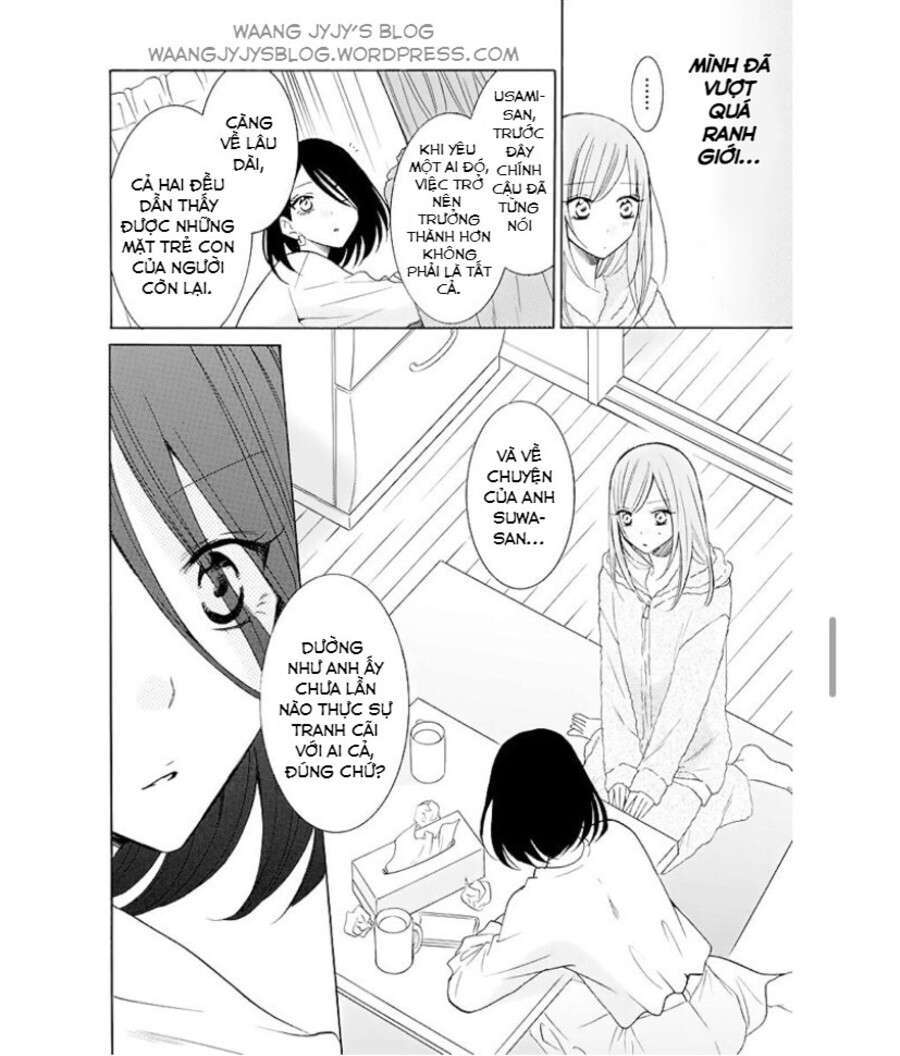 WAANG JYJY'S BLOG
WAANGJYJYSBLOG.WORDPRESS.COM
MÌNH ĐÃ
VƯỢT
QUÁ
RANH
GIỚI...
......
USAMI-
SAN,
TRƯỚC
ĐÂY
CHÍNH
CẬU ĐÃ
TỪNG
NÓI
KHI YÊU
MỘT AI ĐÓ,
VIỆC TRỞ
NÊN
TRƯỞNG
THÀNH HƠN
KHÔNG
PHẢI LÀ TẤT
CẢ.
CÀNG
VỀ LÂU
DÀI,
CẢ HAI ĐỀU
DẦN THẤY
ĐƯỢC NHỮNG
MẶT TRẺ CON
CỦA NGƯỜI
CÒN LẠI.
VÀ VỀ
CHUYỆN
CỦA ANH
SUWA-
SAN...
DƯỜNG
NHƯ ANH ẤY
CHƯA LẦN
NÀO THỰC SỰ
TRANH CÃI
VỚI AI CẢ,
ĐÚNG CHỨ?